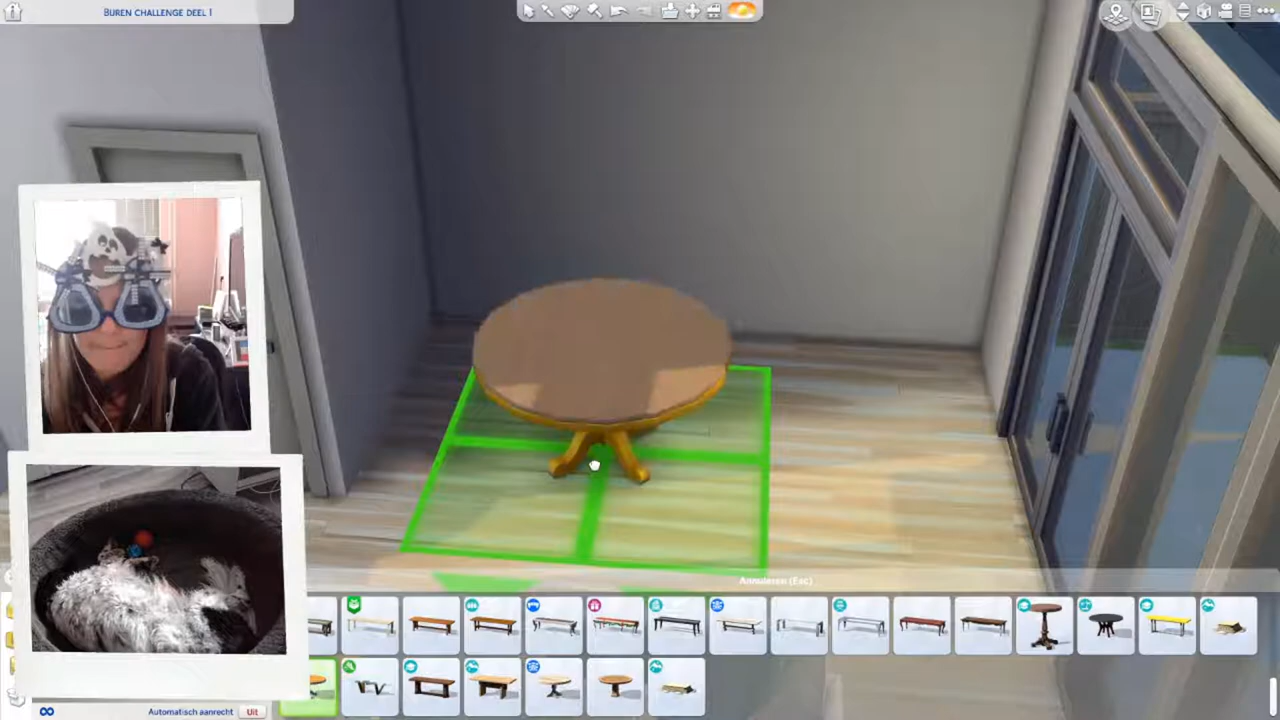 BUREN CHALLENGE DEEL 1
Annuleren (Esc)
Automatisch aanrecht
Uit